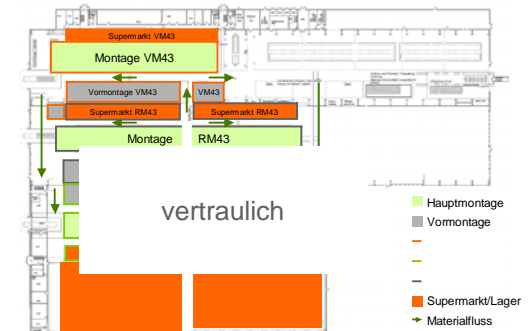 Supermarkt VM43
Montage VM43
Vormontage VM43
VM43
Supermarkt RM43
Supermarkt RM43
Montage RM43
vertraulich
Hauptmontage
Vormontage
Supermarkt/Lager
Materialfluss